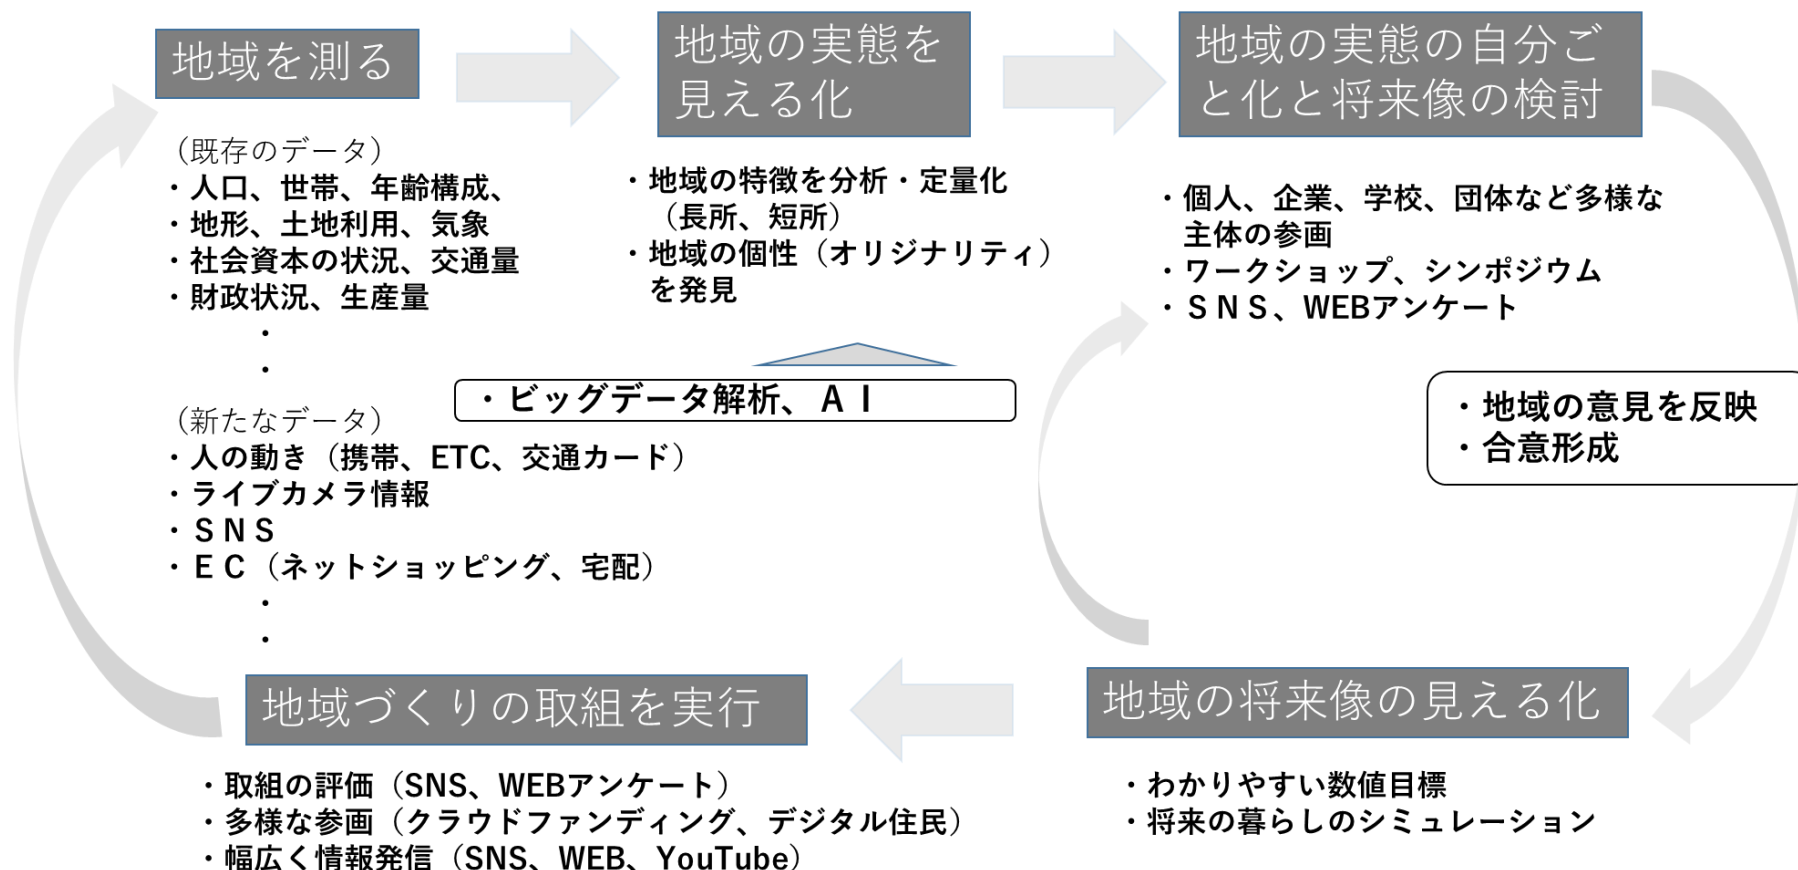 地域を測る
（既存のデータ）
・人口、世帯、年齢構成、
・地形、土地利用、気象
・社会資本の状況、交通量
・財政状況、生産量
・
・
（新たなデータ）
・人の動き（携帯、ETC、交通カード）
・ライブカメラ情報
・ＳＮＳ
・ＥＣ（ネットショッピング、宅配）
・
・
地域の実態を
見える化
・地域の特徴を分析・定量化
（長所、短所）
・地域の個性（オリジナリティ）
を発見
・ビッグデータ解析、ＡＩ
地域の実態の自分ご
と化と将来像の検討
・個人、企業、学校、団体など多様な
主体の参画
・ワークショップ、シンポジウム
・ＳＮＳ、WEBアンケート
・地域の意見を反映
・合意形成
地域の将来像の見える化
・わかりやすい数値目標
・将来の暮らしのシミュレーション
地域づくりの取組を実行
・取組の評価（SNS、WEBアンケート）
・多様な参画（クラウドファンディング、デジタル住民）
・幅広く情報発信（SNS、WEB、YouTube）